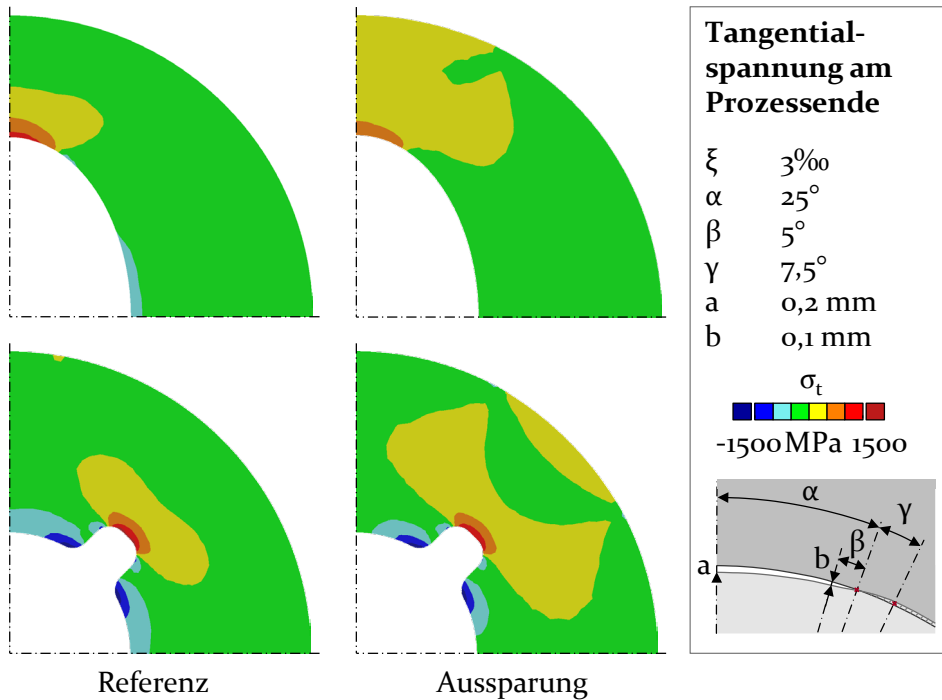 Tangential-
spannung am
Prozessende
ξ 3‰
α 25°
β 5°
γ 7,5°
a 0,2 mm
b 0,1 mm
σt
-1500 MPa 1500
α
γ
β
b
a
Referenz
Aussparung